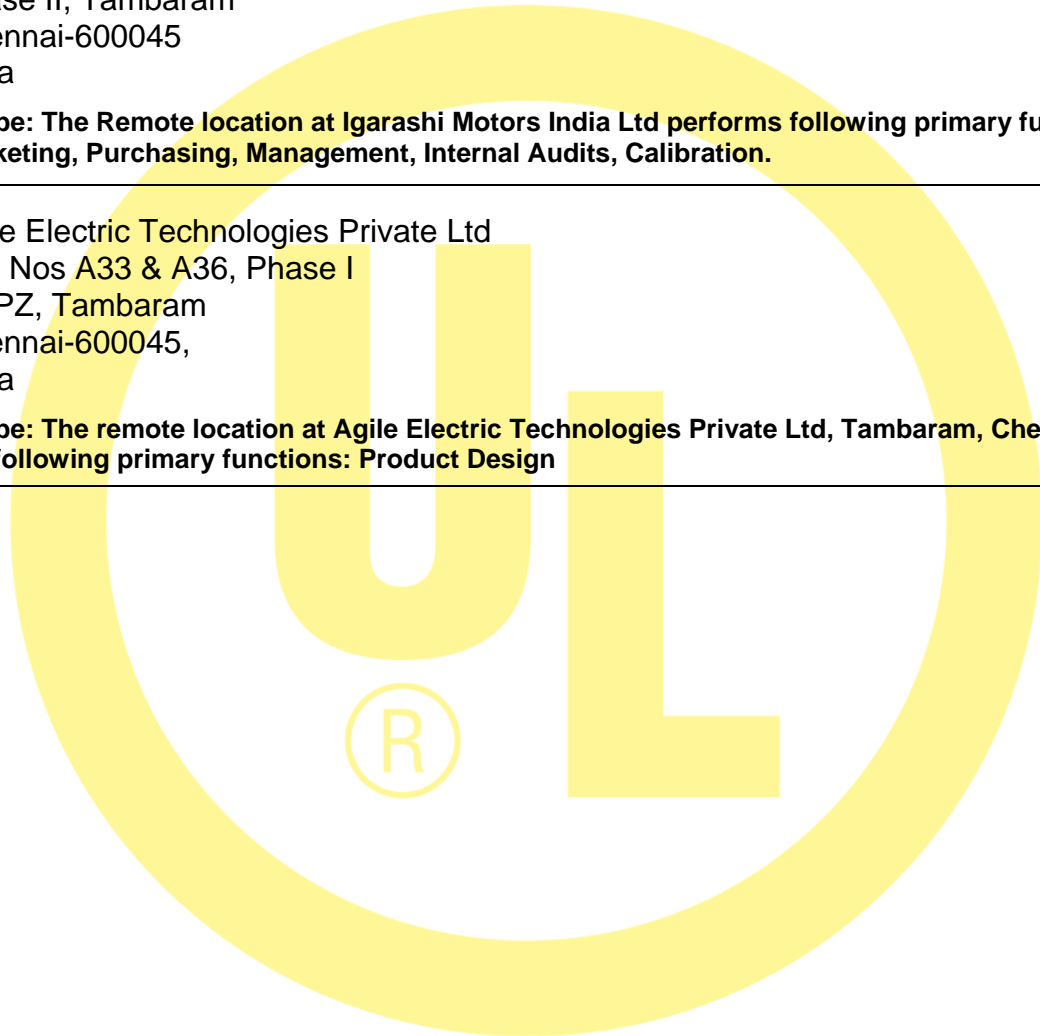 ase II, Tambaram
ennai-600045
a
pe: The Remote location at Igarashi Motors India Ltd performs following primary fu
keting, Purchasing, Management, Internal Audits, Calibration.
e Electric Technologies Private Ltd
Nos A33 & A36, Phase I
PZ, Tambaram
ennai-600045,
a
pe: The remote location at Agile Electric Technologies Private Ltd, Tambaram, Che
following primary functions: Product Design
UL
®